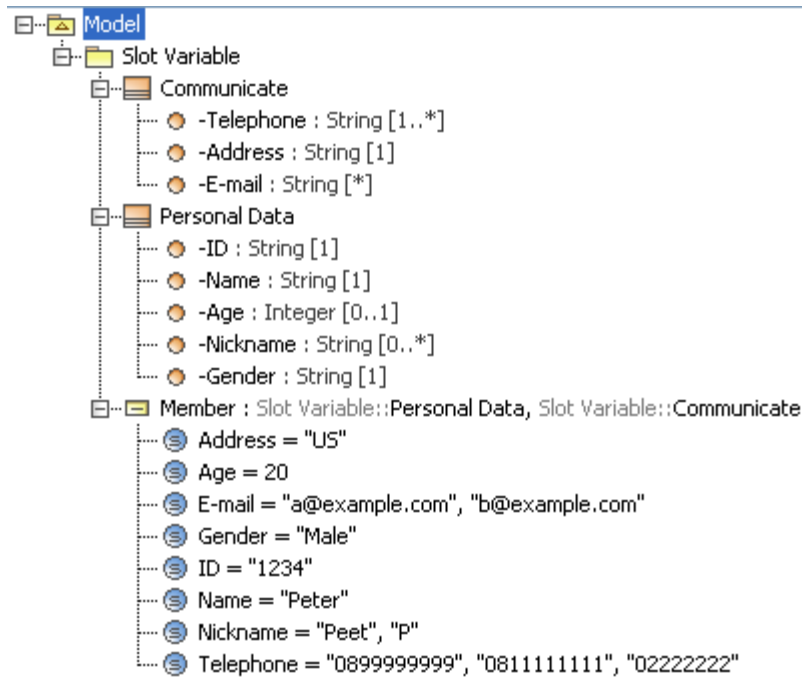 Model
Slot Variable
Communicate
-Telephone : String [1..*]
-Address : String [1]
-E-mail : String [*]
Personal Data
-ID : String [1]
-Name : String [1]
-Age : Integer [0..1]
-Nickname : String [0..*]
-Gender : String [1]
Member : Slot Variable::Personal Data, Slot Variable::Communicate
Address = "US"
Age = 20
E-mail = "a@example.com", "b@example.com"
Gender = "Male"
ID = "1234"
Name = "Peter"
Nickname = "Peet", "P"
Telephone = "0899999999", "0811111111", "02222222"